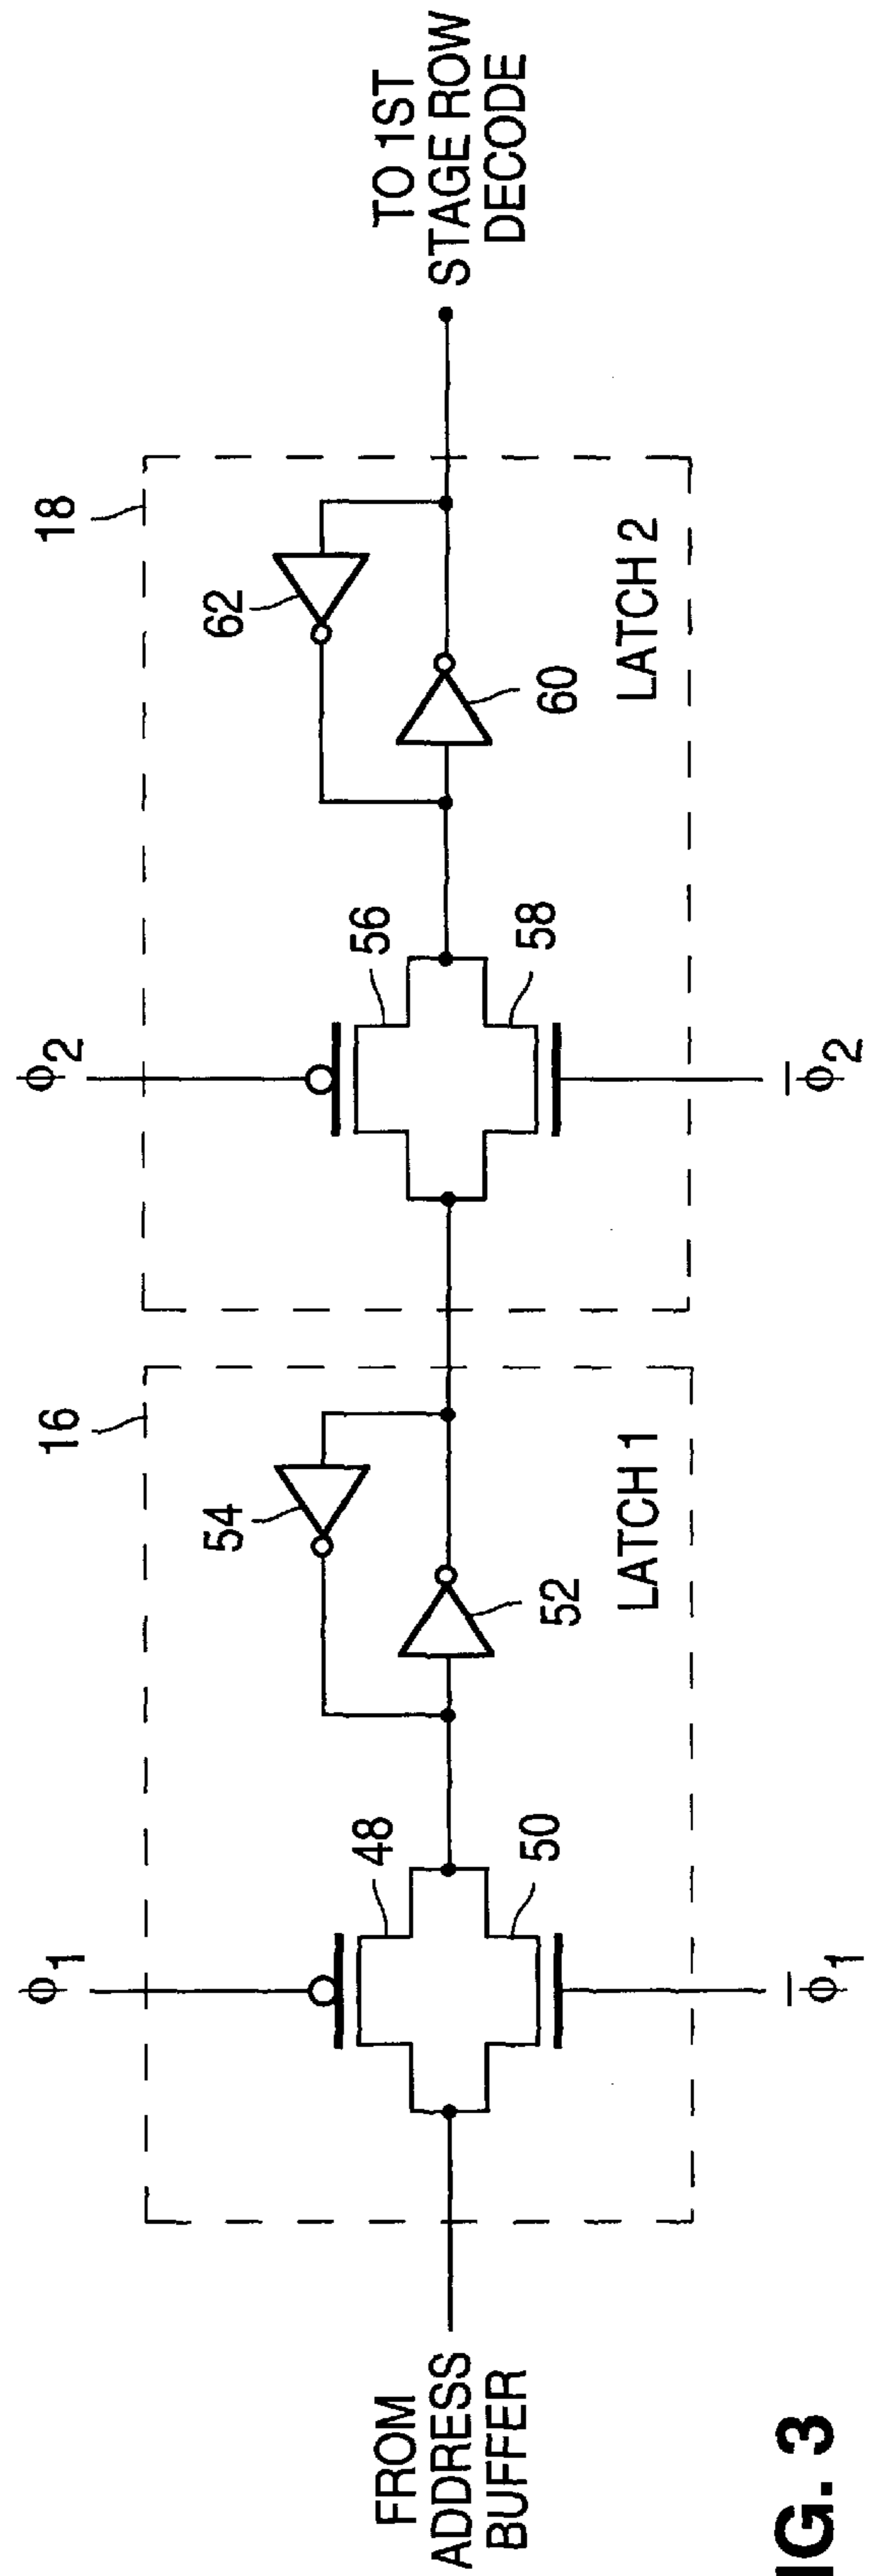 ϕ1
ϕ2
16
18
48
54
56
62
FROM
ADDRESS
BUFFER
TO 1ST
STAGE ROW
DECODE
50
52
58
60
LATCH 1
LATCH 2
ϕ̅1
ϕ̅2
IG. 3